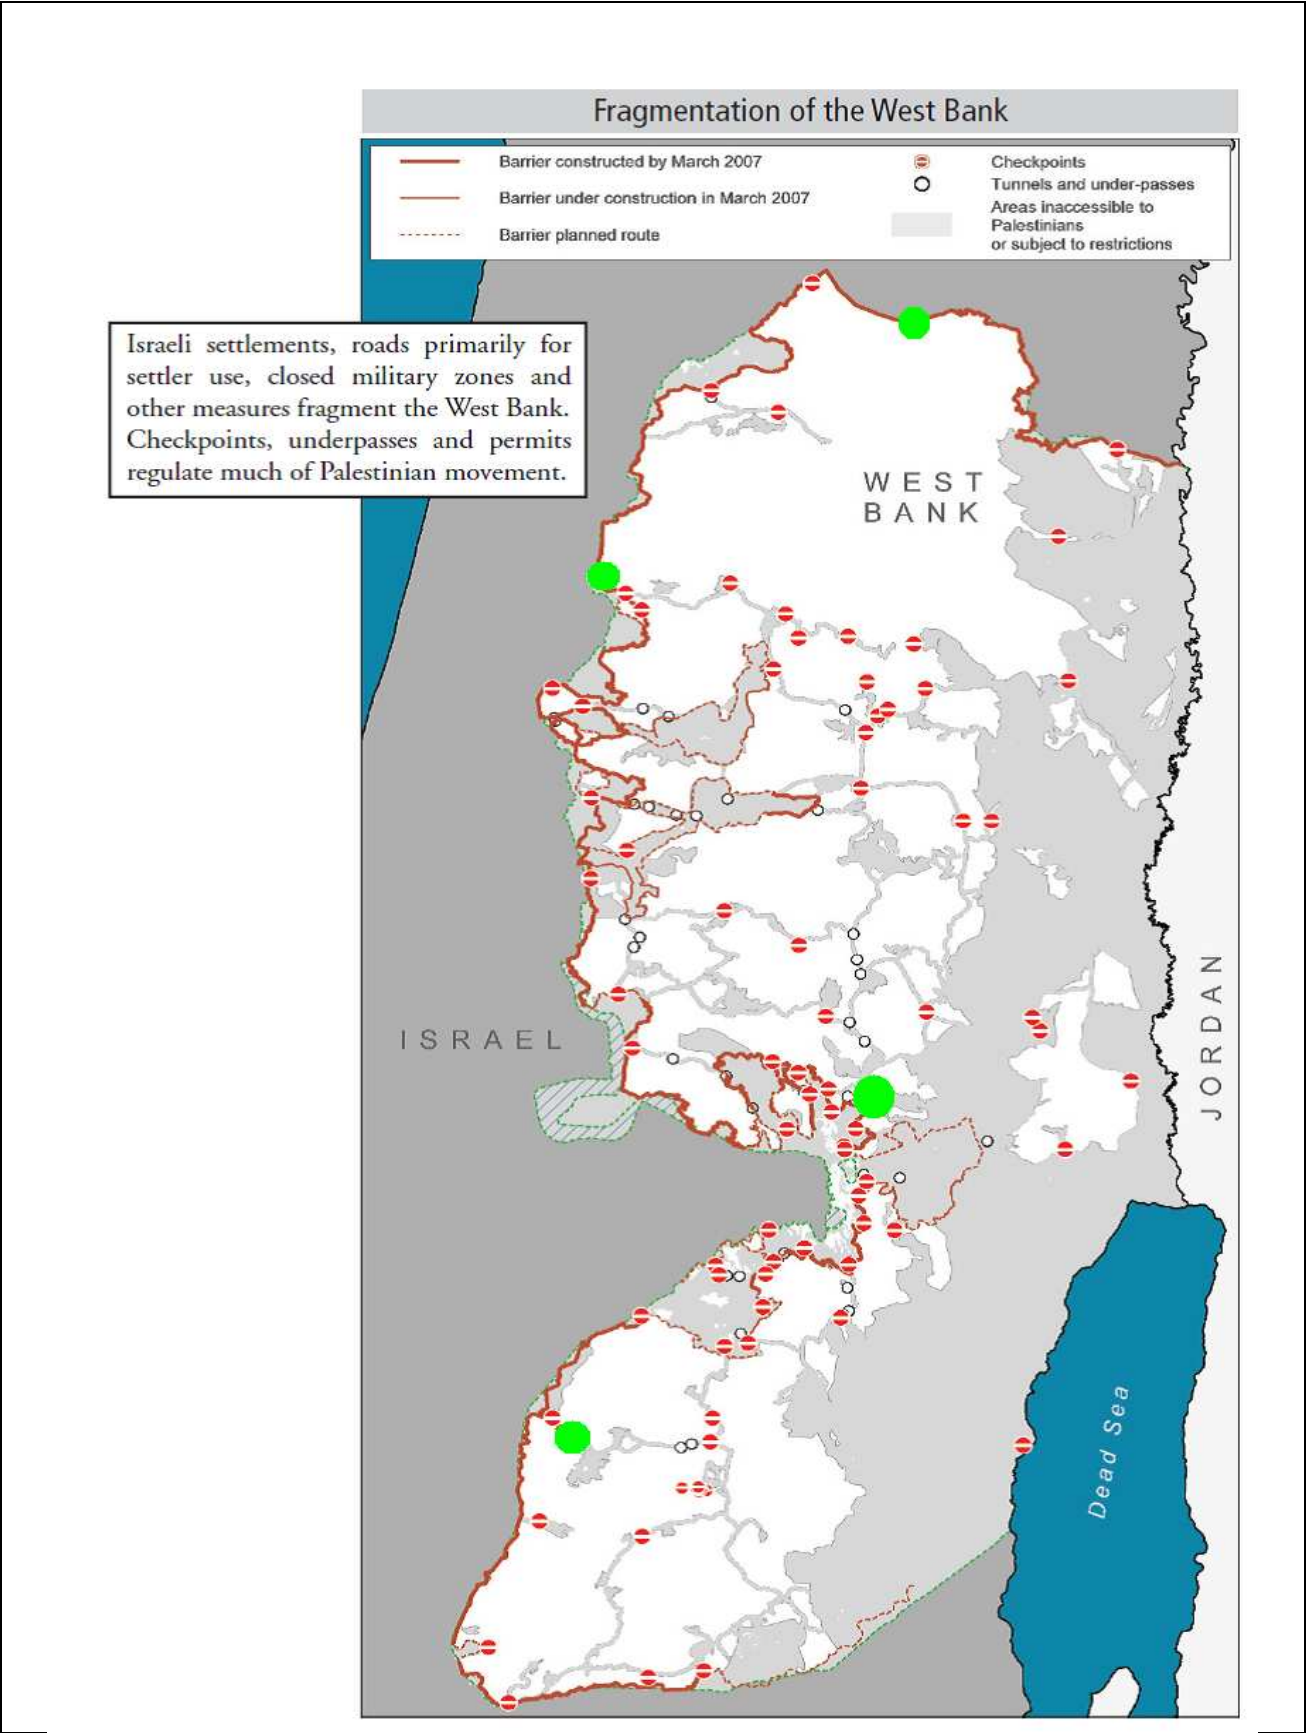 Fragmentation of the West Bank
Barrier constructed by March 2007
Barrier under construction in March 2007
Barrier planned route
Checkpoints
Tunnels and under-passes
Areas inaccessible to
Palestinians
or subject to restrictions
Israeli settlements, roads primarily for
settler use, closed military zones and
other measures fragment the West Bank.
Checkpoints, underpasses and permits
regulate much of Palestinian movement.
WEST
BANK
ISRAEL
JORDAN
Dead Sea